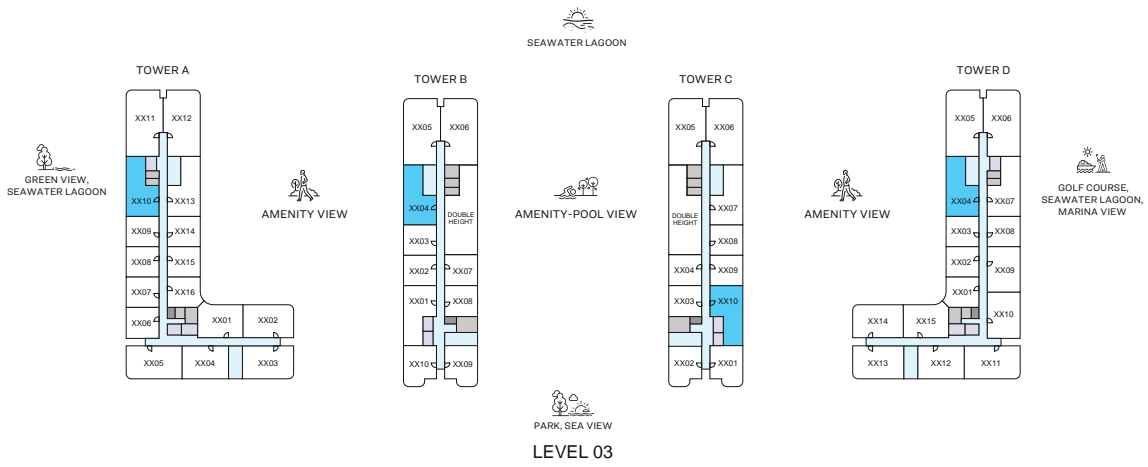 SEAWATER LAGOON
TOWER A
TOWER B
TOWER C
TOWER D
XX11
XX12
XX10
XX13
XX09
XX14
XX08
XX15
XX07
XX16
XX06
XX01
XX02
XX05
XX04
XX03
GREEN VIEW,
SEAWATER LAGOON
AMENITY VIEW
XX05
XX06
XX04
DOUBLE
HEIGHT
XX03
XX02
XX07
XX01
XX08
XX10
XX09
AMENITY-POOL VIEW
XX05
XX06
XX07
DOUBLE
HEIGHT
XX08
XX04
XX09
XX03
XX10
XX02
XX01
AMENITY VIEW
XX05
XX06
XX04
XX07
XX03
XX08
XX02
XX09
XX01
XX10
XX14
XX15
XX13
XX12
XX11
GOLF COURSE,
SEAWATER LAGOON,
MARINA VIEW
PARK, SEA VIEW
LEVEL 03